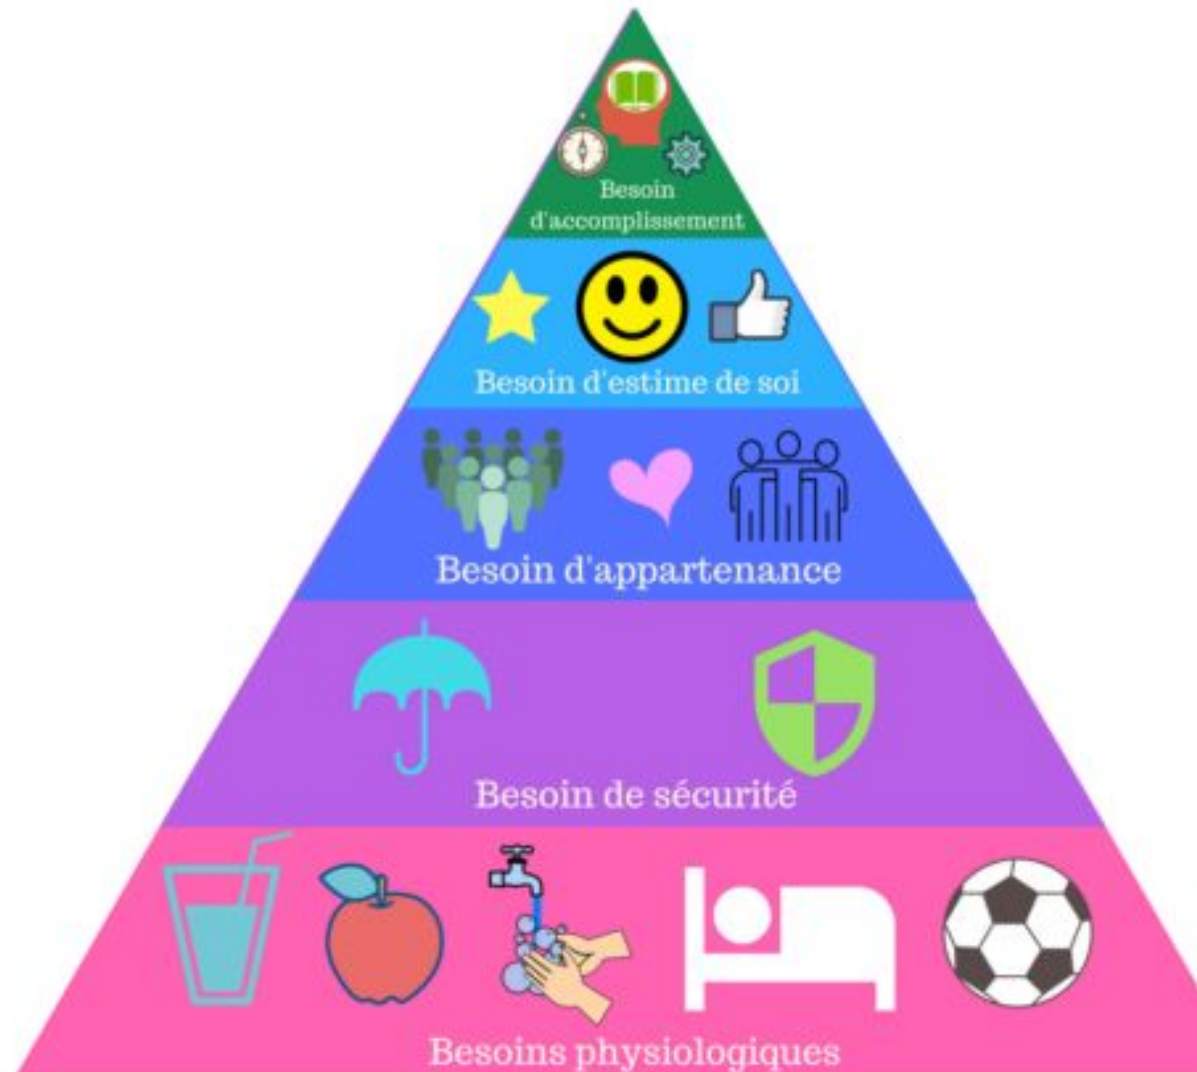 Besoin
d'accomplissement
Besoin d'estime de soi
Besoin d'appartenance
Besoin de sécurité
Besoins physiologiques